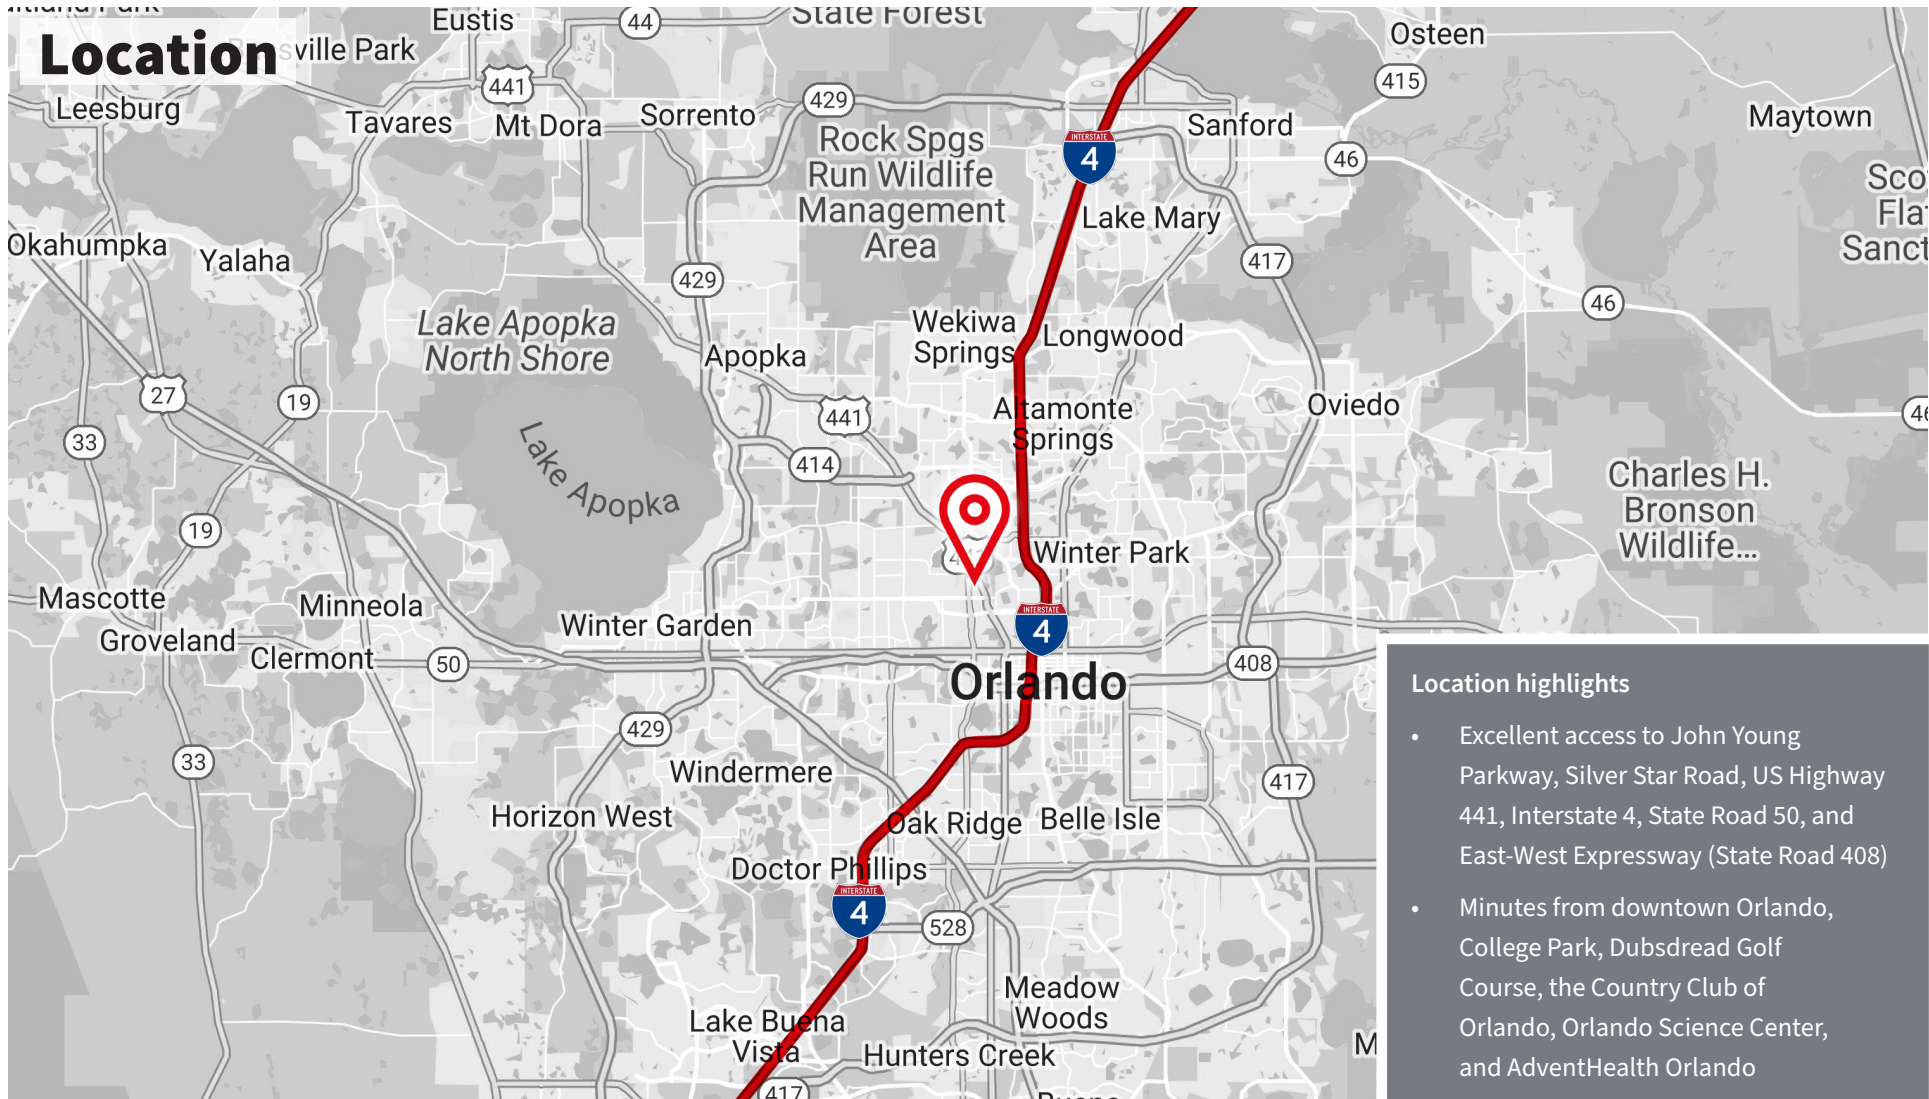 Location
Eustis
44
State Forest
sville Park
Osteen
441
415
Leesburg
Tavares
Mt Dora
Sorrento
429
Maytown
Rock Spgs
Run Wildlife
Management
Area
INTERSTATE
4
Sanford
46
Lake Mary
Okahumpka
Yalaha
429
417
46
Lake Apopka
North Shore
Wekiwa
Springs
Longwood
Apopka
27
19
33
441
Altamonte
Springs
Oviedo
414
Lake Apopka
19
Charles H.
Bronson
Wildlife...
Winter Park
Mascotte
Minneola
Groveland
Clermont
50
Winter Garden
INTERSTATE
4
Orlando
408
429
33
Windermere
417
Horizon West
Oak Ridge
Belle Isle
Doctor Phillips
INTERSTATE
4
528
Meadow
Woods
Lake Buena
Vista
Hunters Creek
417
Location highlights
• Excellent access to John Young
Parkway, Silver Star Road, US Highway
441, Interstate 4, State Road 50, and
East-West Expressway (State Road 408)
• Minutes from downtown Orlando,
College Park, Dubsdread Golf
Course, the Country Club of
Orlando, Orlando Science Center,
and AdventHealth Orlando